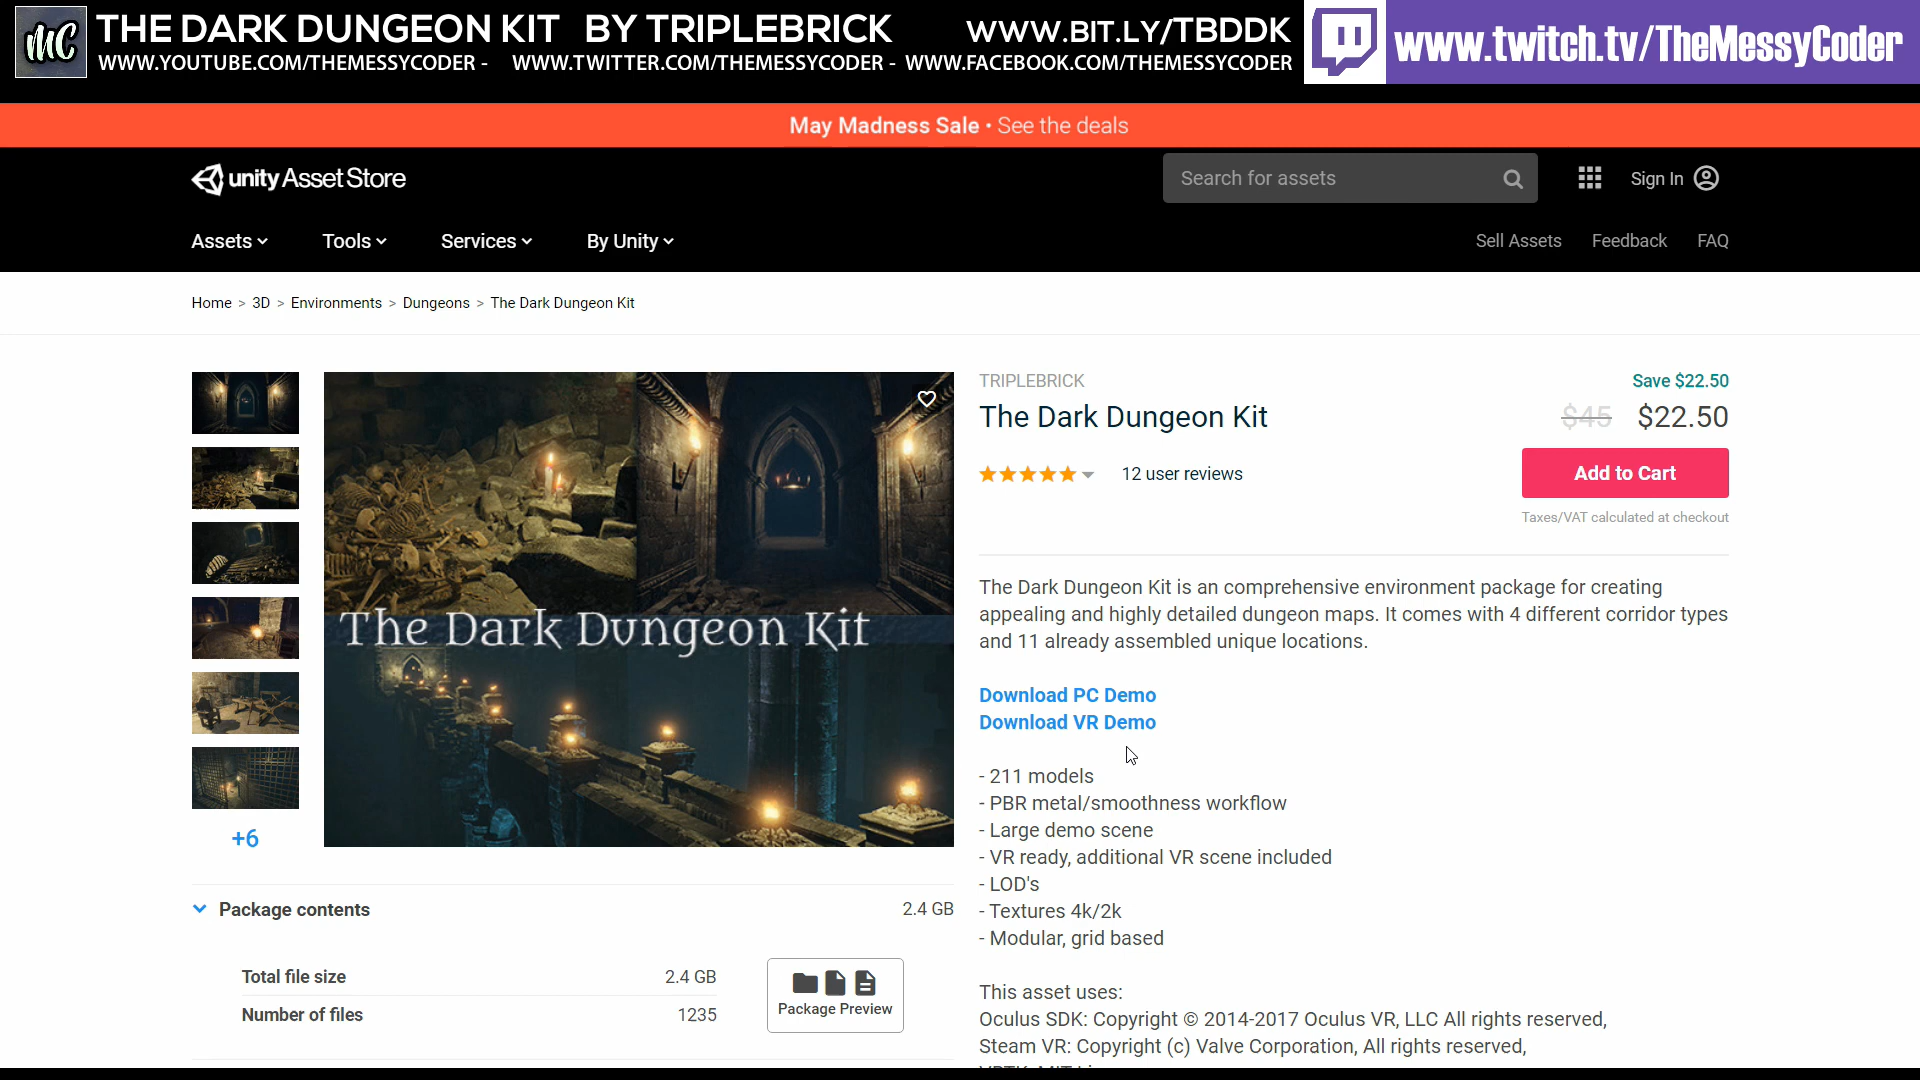 MC
THE DARK DUNGEON KIT BY TRIPLEBRICK
WWW.BIT.LY/TBDDK
WWW.YOUTUBE.COM/THEMESSYCODER - WWW.TWITTER.COM/THEMESSYCODER - WWW.FACEBOOK.COM/THEMESSYCODER
www.twitch.tv/TheMessyCoder
May Madness Sale • See the deals
unity Asset Store
Search for assets
Sign In
Assets
Tools
Services
By Unity
Sell Assets
Feedback
FAQ
Home > 3D > Environments > Dungeons > The Dark Dungeon Kit
The Dark Dungeon Kit
+6
Package contents
2.4 GB
Total file size
2.4 GB
Number of files
1235
Package Preview
TRIPLEBRICK
Save $22.50
The Dark Dungeon Kit
$45 $22.50
12 user reviews
Add to Cart
Taxes/VAT calculated at checkout
The Dark Dungeon Kit is an comprehensive environment package for creating
appealing and highly detailed dungeon maps. It comes with 4 different corridor types
and 11 already assembled unique locations.
Download PC Demo
Download VR Demo
- 211 models
- PBR metal/smoothness workflow
- Large demo scene
- VR ready, additional VR scene included
- LOD's
- Textures 4k/2k
- Modular, grid based
This asset uses:
Oculus SDK: Copyright © 2014-2017 Oculus VR, LLC All rights reserved,
Steam VR: Copyright (c) Valve Corporation, All rights reserved,